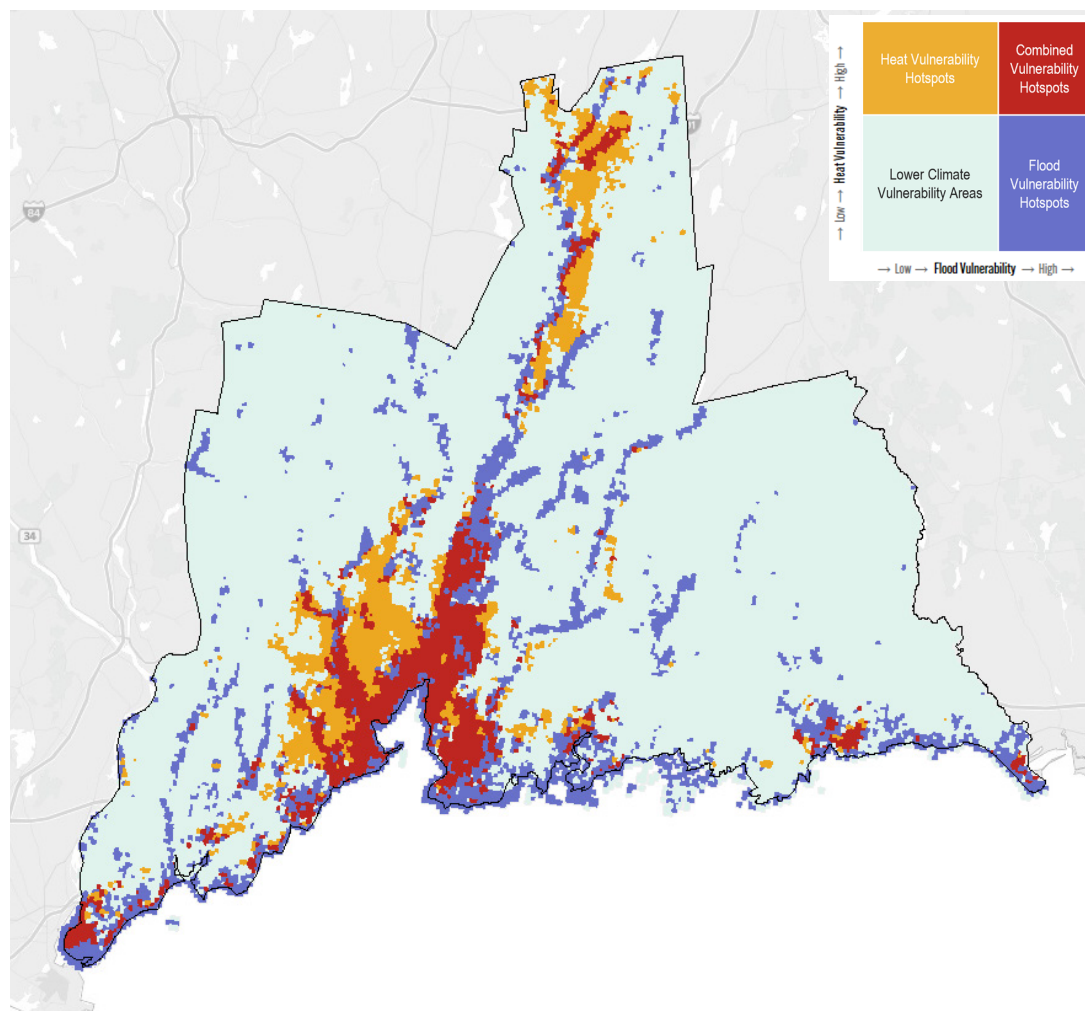 Heat Vulnerability
Hotspots
Combined
Vulnerability
Hotspots
Lower Climate
Vulnerability Areas
Flood
Vulnerability
Hotspots
→ Low → Heat Vulnerability → High →
→ Low → Flood Vulnerability → High →
84
34